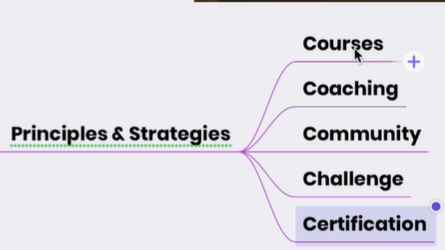 Courses
Coaching
Principles & Strategies
Community
Challenge
Certification